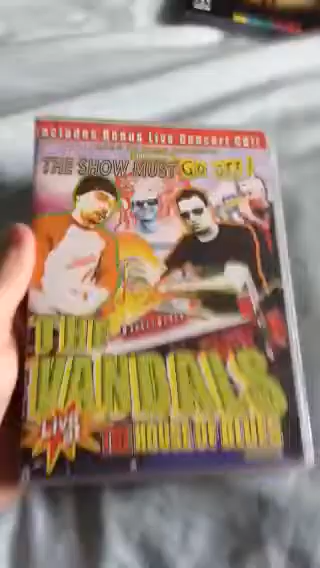 Includes Bonus Live Concert CD!!
THE SHOW MUST GO OFF!
THE
VANDALS
LIVE AT THE HOUSE OF BLUES